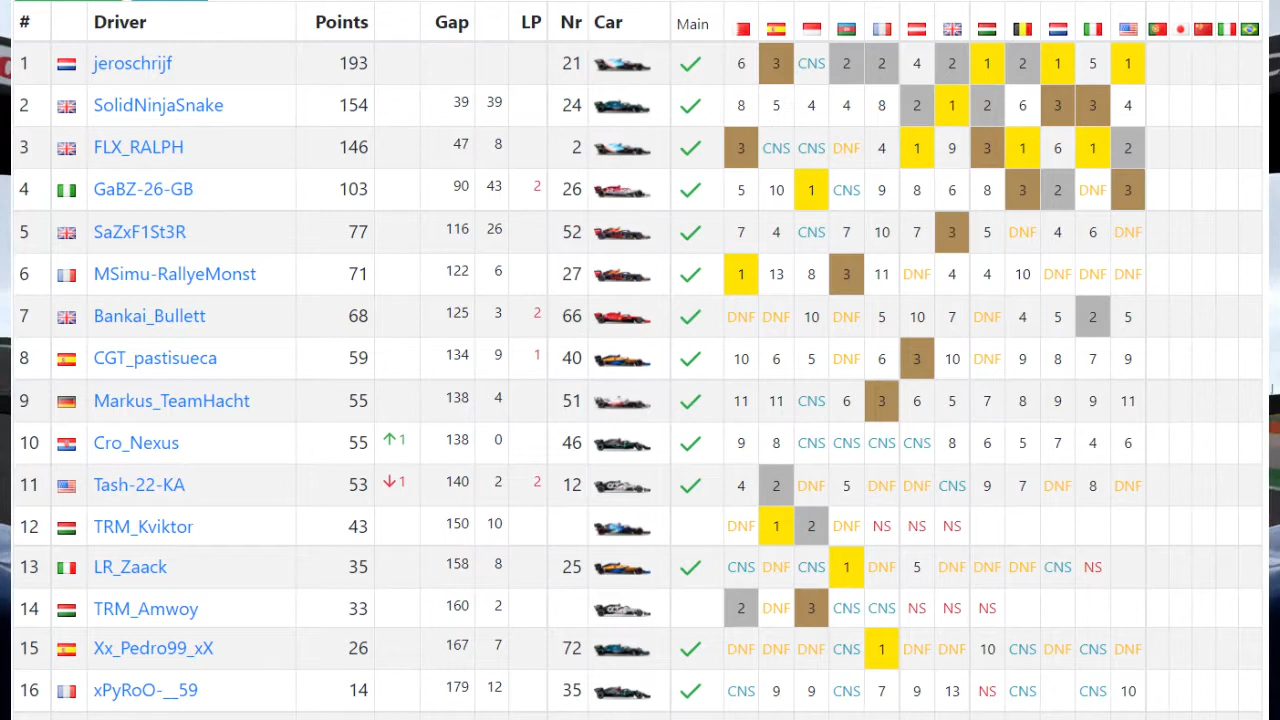 # Driver Points Gap LP Nr Car Main
1 jeroschrijf 193 21 6 3 CNS 2 2 4 2 1 2 1 5 1
2 SolidNinjaSnake 154 39 39 24 8 5 4 4 8 2 1 2 6 3 3 4
3 FLX_RALPH 146 47 8 2 3 CNS CNS DNF 4 1 9 3 1 6 1 2
4 GaBZ-26-GB 103 90 43 2 26 5 10 1 CNS 9 8 6 8 3 2 DNF 3
5 SaZxF1St3R 77 116 26 52 7 4 CNS 7 10 7 3 5 DNF 4 6 DNF
6 MSimu-RallyeMonst 71 122 6 27 1 13 8 3 11 DNF 4 4 10 DNF DNF DNF
7 Bankai_Bullett 68 125 3 2 66 DNF DNF 10 DNF 5 10 7 DNF 4 5 2 5
8 CGT_pastisueca 59 134 9 1 40 10 6 5 DNF 6 3 10 DNF 9 8 7 9
9 Markus_TeamHacht 55 138 4 51 11 11 CNS 6 3 6 5 7 8 9 9 11
10 Cro_Nexus 55 ↑1 138 0 46 9 8 CNS CNS CNS CNS 8 6 5 7 4 6
11 Tash-22-KA 53 ↓1 140 2 2 12 4 2 DNF 5 DNF DNF CNS 9 7 DNF 8 DNF
12 TRM_Kviktor 43 150 10 DNF 1 2 DNF NS NS NS
13 LR_Zaack 35 158 8 25 CNS DNF CNS 1 DNF 5 DNF DNF DNF CNS NS
14 TRM_Amwoy 33 160 2 2 DNF 3 CNS CNS NS NS NS
15 Xx_Pedro99_xX 26 167 7 72 DNF DNF DNF CNS 1 DNF DNF 10 CNS DNF CNS DNF
16 xPyRoO-__59 14 179 12 35 CNS 9 9 CNS 7 9 13 NS CNS CNS 10